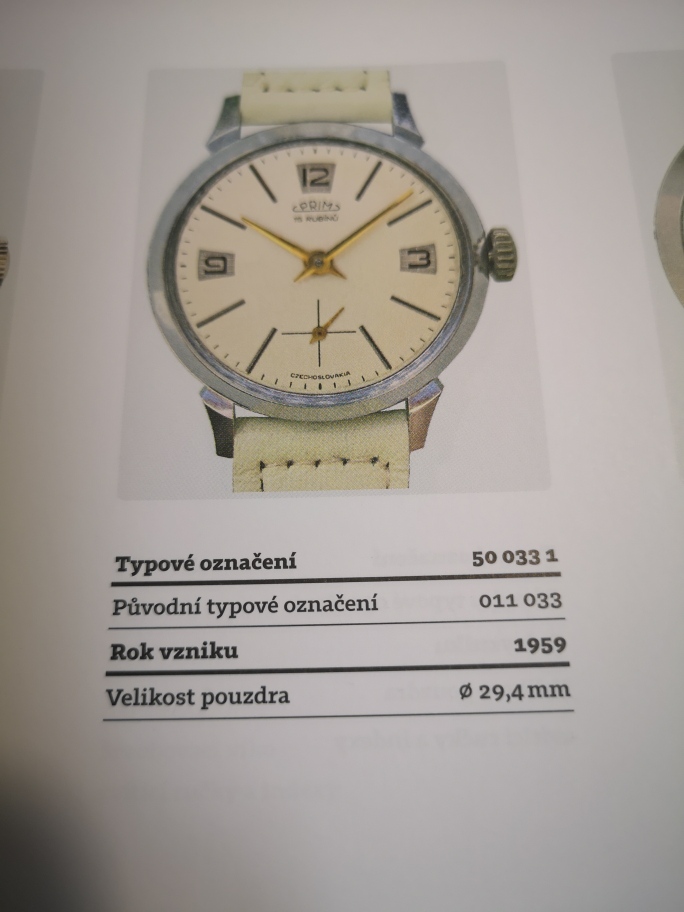 12
PRIM
15 RUBÍNŮ
9 3
CZECHOSLOVAKIA
Typové označení 50 033 1
Původní typové označení 011 033
Rok vzniku 1959
Velikost pouzdra Ø 29,4 mm